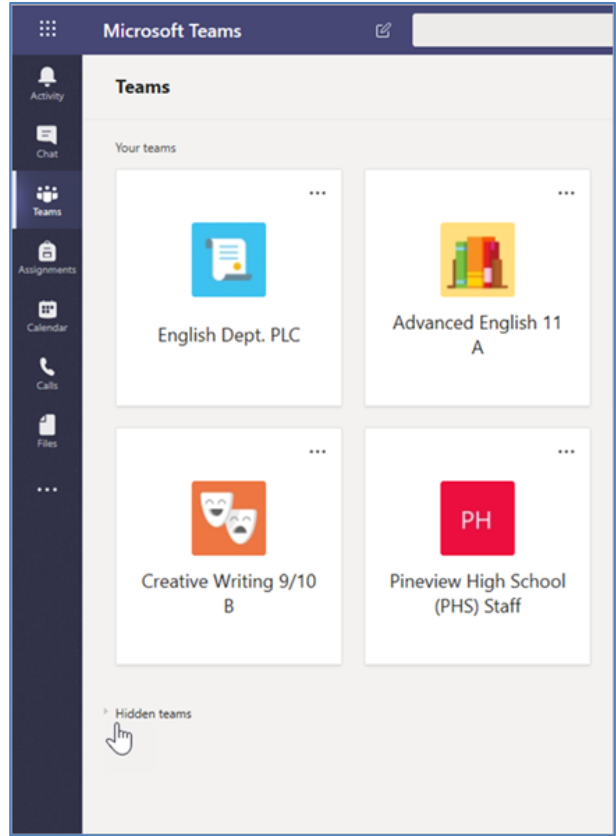 Microsoft Teams
Activity
Chat
Teams
Assignments
Calendar
Calls
Files
Teams
Your teams
English Dept. PLC
Advanced English 11
A
Creative Writing 9/10
B
PH
Pineview High School
(PHS) Staff
Hidden teams